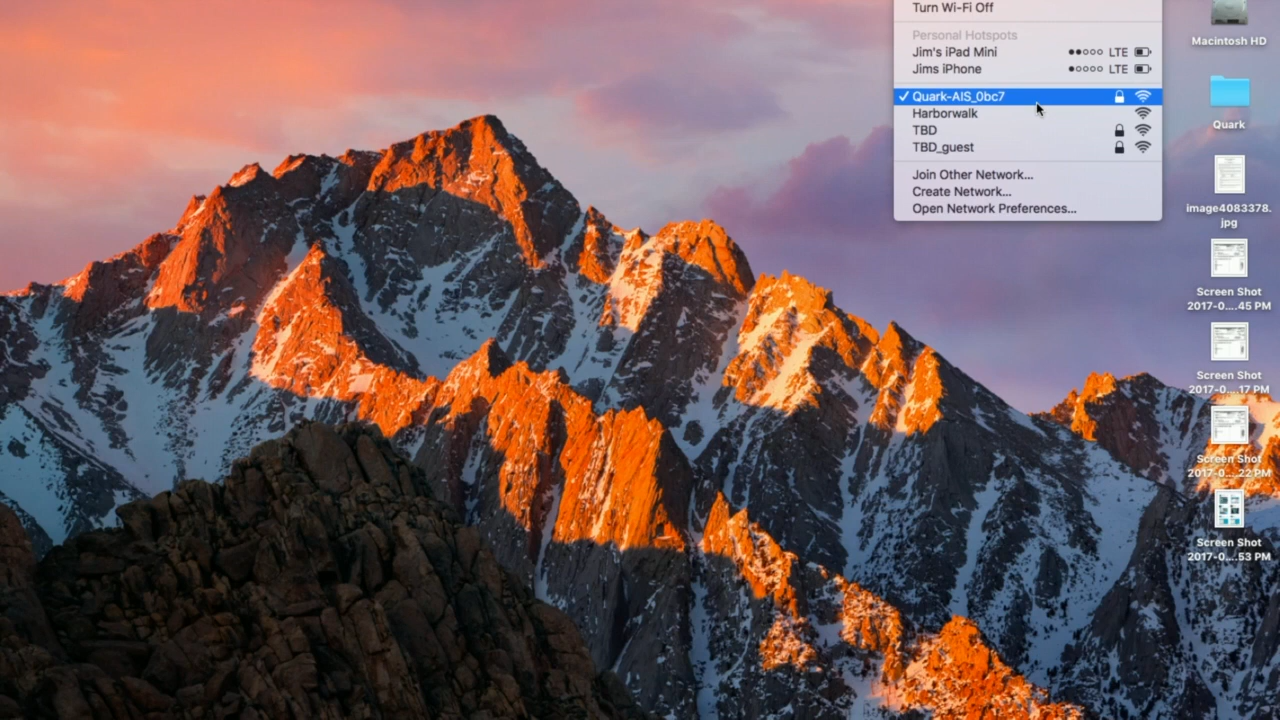 Turn Wi-Fi Off
Personal Hotspots
Jim's iPad Mini LTE
Jims iPhone LTE
✓ Quark-AIS_0bc7
Harborwalk
TBD
TBD_guest
Join Other Network...
Create Network...
Open Network Preferences...
Macintosh HD
Quark
image4083378.
jpg
Screen Shot
2017-0....45 PM
Screen Shot
2017-0....17 PM
Screen Shot
2017-0....22 PM
Screen Shot
2017-0....53 PM